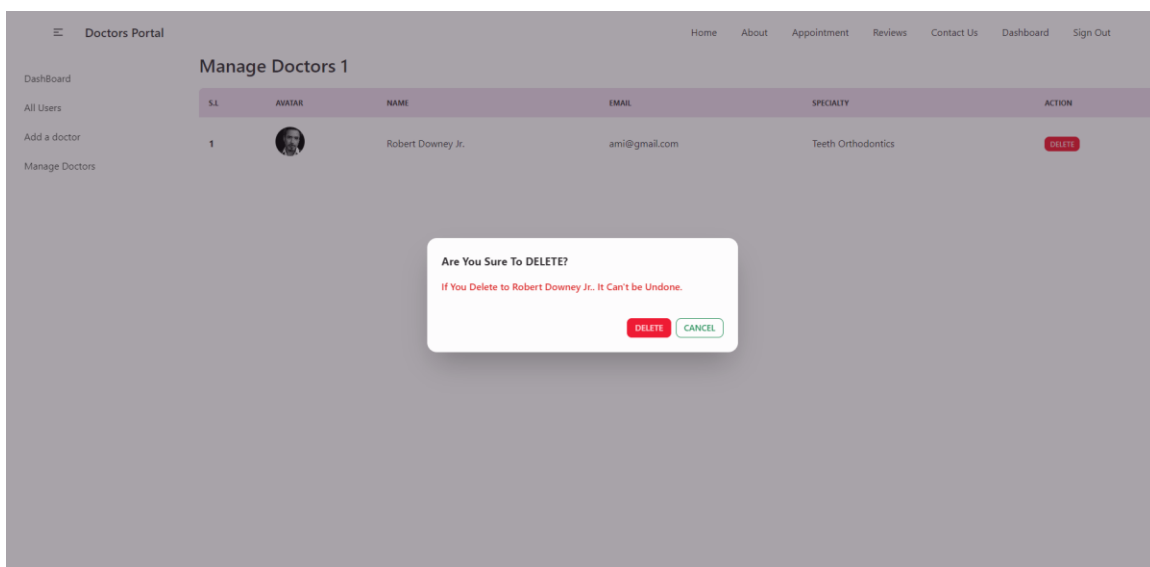 Doctors Portal Home About Appointment Reviews Contact Us Dashboard Sign Out
DashBoard
All Users
Add a doctor
Manage Doctors
Manage Doctors 1
S.L AVATAR NAME EMAIL SPECIALTY ACTION
1 Robert Downey Jr. ami@gmail.com Teeth Orthodontics DELETE
Are You Sure To DELETE?
If You Delete to Robert Downey Jr.. It Can't be Undone.
DELETE CANCEL